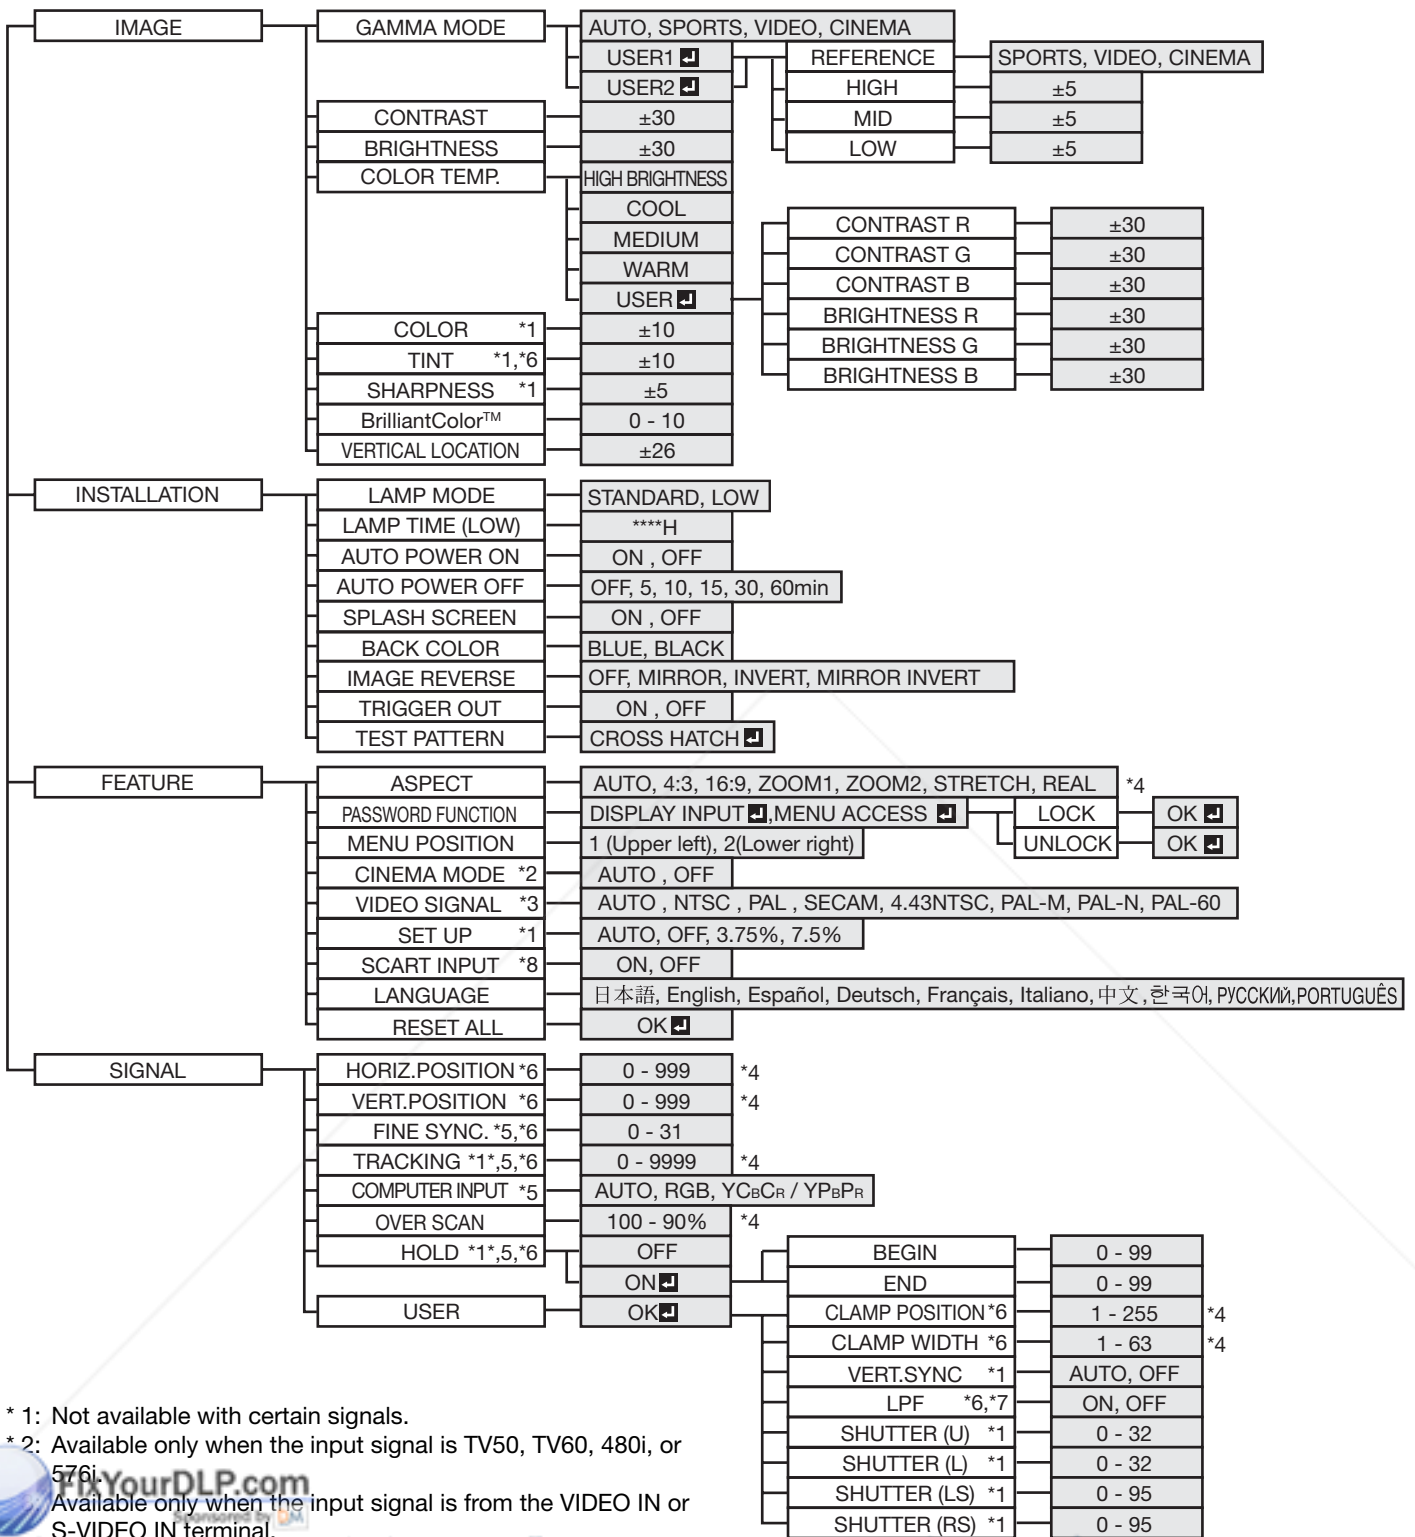 IMAGE GAMMA MODE AUTO, SPORTS, VIDEO, CINEMA
USER1 REFERENCE SPORTS, VIDEO, CINEMA
USER2 HIGH ±5
CONTRAST ±30 MID ±5
BRIGHTNESS ±30 LOW ±5
COLOR TEMP. HIGH BRIGHTNESS
COOL CONTRAST R ±30
MEDIUM CONTRAST G ±30
WARM CONTRAST B ±30
USER BRIGHTNESS R ±30
COLOR *1 ±10 BRIGHTNESS G ±30
TINT *1,*6 ±10 BRIGHTNESS B ±30
SHARPNESS *1 ±5
BrilliantColor™ 0 - 10
VERTICAL LOCATION ±26
INSTALLATION LAMP MODE STANDARD, LOW
LAMP TIME (LOW) ****H
AUTO POWER ON ON , OFF
AUTO POWER OFF OFF, 5, 10, 15, 30, 60min
SPLASH SCREEN ON , OFF
BACK COLOR BLUE, BLACK
IMAGE REVERSE OFF, MIRROR, INVERT, MIRROR INVERT
TRIGGER OUT ON , OFF
TEST PATTERN CROSS HATCH
FEATURE ASPECT AUTO, 4:3, 16:9, ZOOM1, ZOOM2, STRETCH, REAL *4
PASSWORD FUNCTION DISPLAY INPUT ,MENU ACCESS LOCK OK
MENU POSITION 1 (Upper left), 2(Lower right) UNLOCK OK
CINEMA MODE *2 AUTO , OFF
VIDEO SIGNAL *3 AUTO , NTSC , PAL , SECAM, 4.43NTSC, PAL-M, PAL-N, PAL-60
SET UP *1 AUTO, OFF, 3.75%, 7.5%
SCART INPUT *8 ON, OFF
LANGUAGE 日本語, English, Español, Deutsch, Français, Italiano, 中文, 한국어, РУССКИЙ, PORTUGUÊS
RESET ALL OK
SIGNAL HORIZ.POSITION *6 0 - 999 *4
VERT.POSITION *6 0 - 999 *4
FINE SYNC. *5,*6 0 - 31
TRACKING *1*,5,*6 0 - 9999 *4
COMPUTER INPUT *5 AUTO, RGB, YCBCR / YPBPR
OVER SCAN 100 - 90% *4
HOLD *1*,5,*6 OFF BEGIN 0 - 99
ON END 0 - 99
USER OK CLAMP POSITION *6 1 - 255 *4
CLAMP WIDTH *6 1 - 63 *4
VERT.SYNC *1 AUTO, OFF
LPF *6,*7 ON, OFF
SHUTTER (U) *1 0 - 32
SHUTTER (L) *1 0 - 32
SHUTTER (LS) *1 0 - 95
SHUTTER (RS) *1 0 - 95
* 1: Not available with certain signals.
* 2: Available only when the input signal is TV50, TV60, 480i, or
576i.
FixYourDLP.com
Available only when the input signal is from the VIDEO IN or
Sponsored by
S-VIDEO IN terminal.